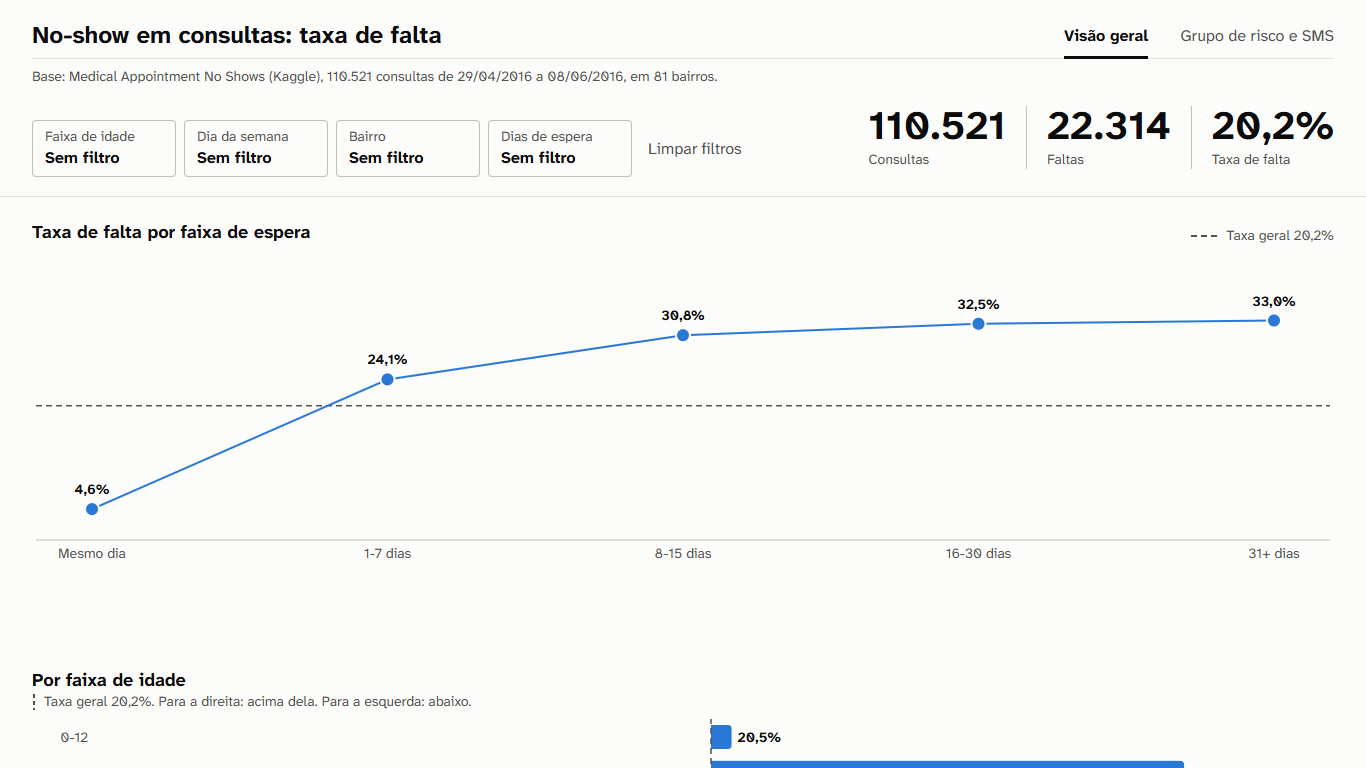 No-show em consultas: taxa de falta
Visão geral
Grupo de risco e SMS
Base: Medical Appointment No Shows (Kaggle), 110.521 consultas de 29/04/2016 a 08/06/2016, em 81 bairros.
Faixa de idade
Sem filtro
Dia da semana
Sem filtro
Bairro
Sem filtro
Dias de espera
Sem filtro
Limpar filtros
110.521
Consultas
22.314
Faltas
20,2%
Taxa de falta
Taxa de falta por faixa de espera
Taxa geral 20,2%
4,6%
24,1%
30,8%
32,5%
33,0%
Mesmo dia
1-7 dias
8-15 dias
16-30 dias
31+ dias
Por faixa de idade
Taxa geral 20,2%. Para a direita: acima dela. Para a esquerda: abaixo.
0-12
20,5%